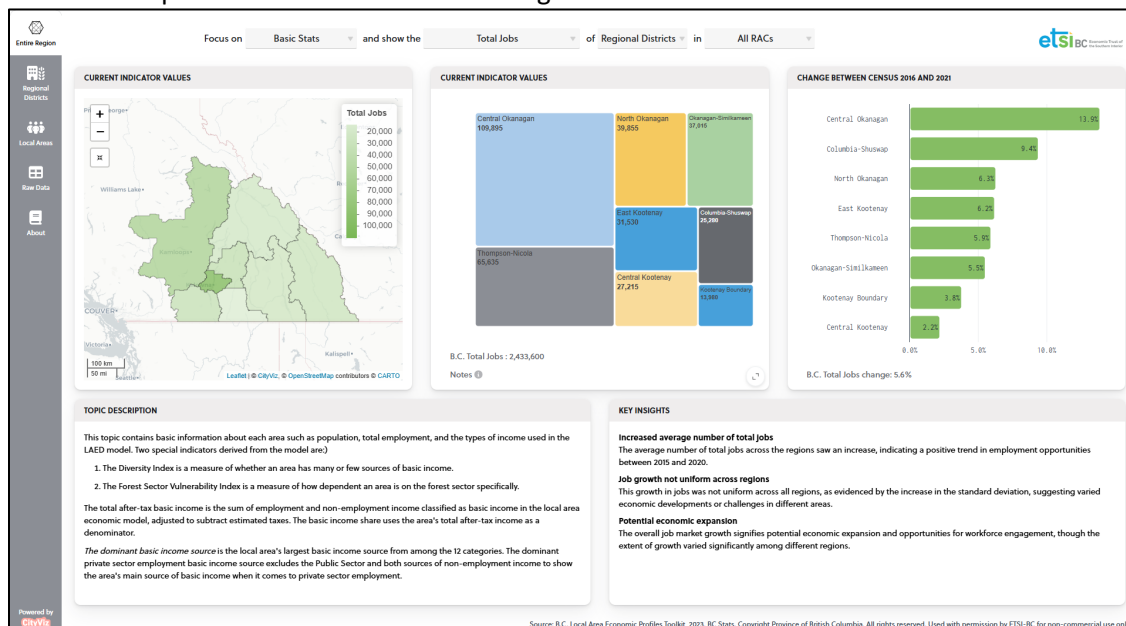 Entire Region
Focus on Basic Stats and show the Total Jobs of Regional Districts in All RACs
etsi BC Economic Trust of the Southern Interior
Regional Districts
Local Areas
Raw Data
About
Powered by
CityViz
CURRENT INDICATOR VALUES
+
−
Total Jobs
20,000
30,000
40,000
50,000
60,000
70,000
80,000
90,000
100,000
Williams Lake
COUVER
Victoria
Seattle
Kalispell
100 km
50 mi
Leaflet | © CityViz, © OpenStreetMap contributors © CARTO
CURRENT INDICATOR VALUES
Central Okanagan
109,895
North Okanagan
39,855
Okanagan-Similkameen
37,015
Thompson-Nicola
65,635
East Kootenay
31,530
Columbia-Shuswap
25,280
Central Kootenay
27,215
Kootenay Boundary
B.C. Total Jobs : 2,433,600
Notes
CHANGE BETWEEN CENSUS 2016 AND 2021
Central Okanagan 13.9%
Columbia-Shuswap 9.4%
North Okanagan 6.3%
East Kootenay 6.2%
Thompson-Nicola 5.9%
Okanagan-Similkameen 5.5%
Kootenay Boundary 3.8%
Central Kootenay 2.2%
0.0% 5.0% 10.0%
B.C. Total Jobs change: 5.6%
TOPIC DESCRIPTION
This topic contains basic information about each area such as population, total employment, and the types of income used in the
LAED model. Two special indicators derived from the model are:)
1. The Diversity Index is a measure of whether an area has many or few sources of basic income.
2. The Forest Sector Vulnerability Index is a measure of how dependent an area is on the forest sector specifically.
The total after-tax basic income is the sum of employment and non-employment income classified as basic income in the local area
economic model, adjusted to subtract estimated taxes. The basic income share uses the area's total after-tax income as a
denominator.
The dominant basic income source is the local area's largest basic income source from among the 12 categories. The dominant
private sector employment basic income source excludes the Public Sector and both sources of non-employment income to show
the area's main source of basic income when it comes to private sector employment.
KEY INSIGHTS
Increased average number of total jobs
The average number of total jobs across the regions saw an increase, indicating a positive trend in employment opportunities
between 2015 and 2020.
Job growth not uniform across regions
This growth in jobs was not uniform across all regions, as evidenced by the increase in the standard deviation, suggesting varied
economic developments or challenges in different areas.
Potential economic expansion
The overall job market growth signifies potential economic expansion and opportunities for workforce engagement, though the
extent of growth varied significantly among different regions.
Source: B.C. Local Area Economic Profiles Toolkit, 2023, BC Stats. Copyright Province of British Columbia. All rights reserved. Used with permission by ETSI-BC for non-commercial use